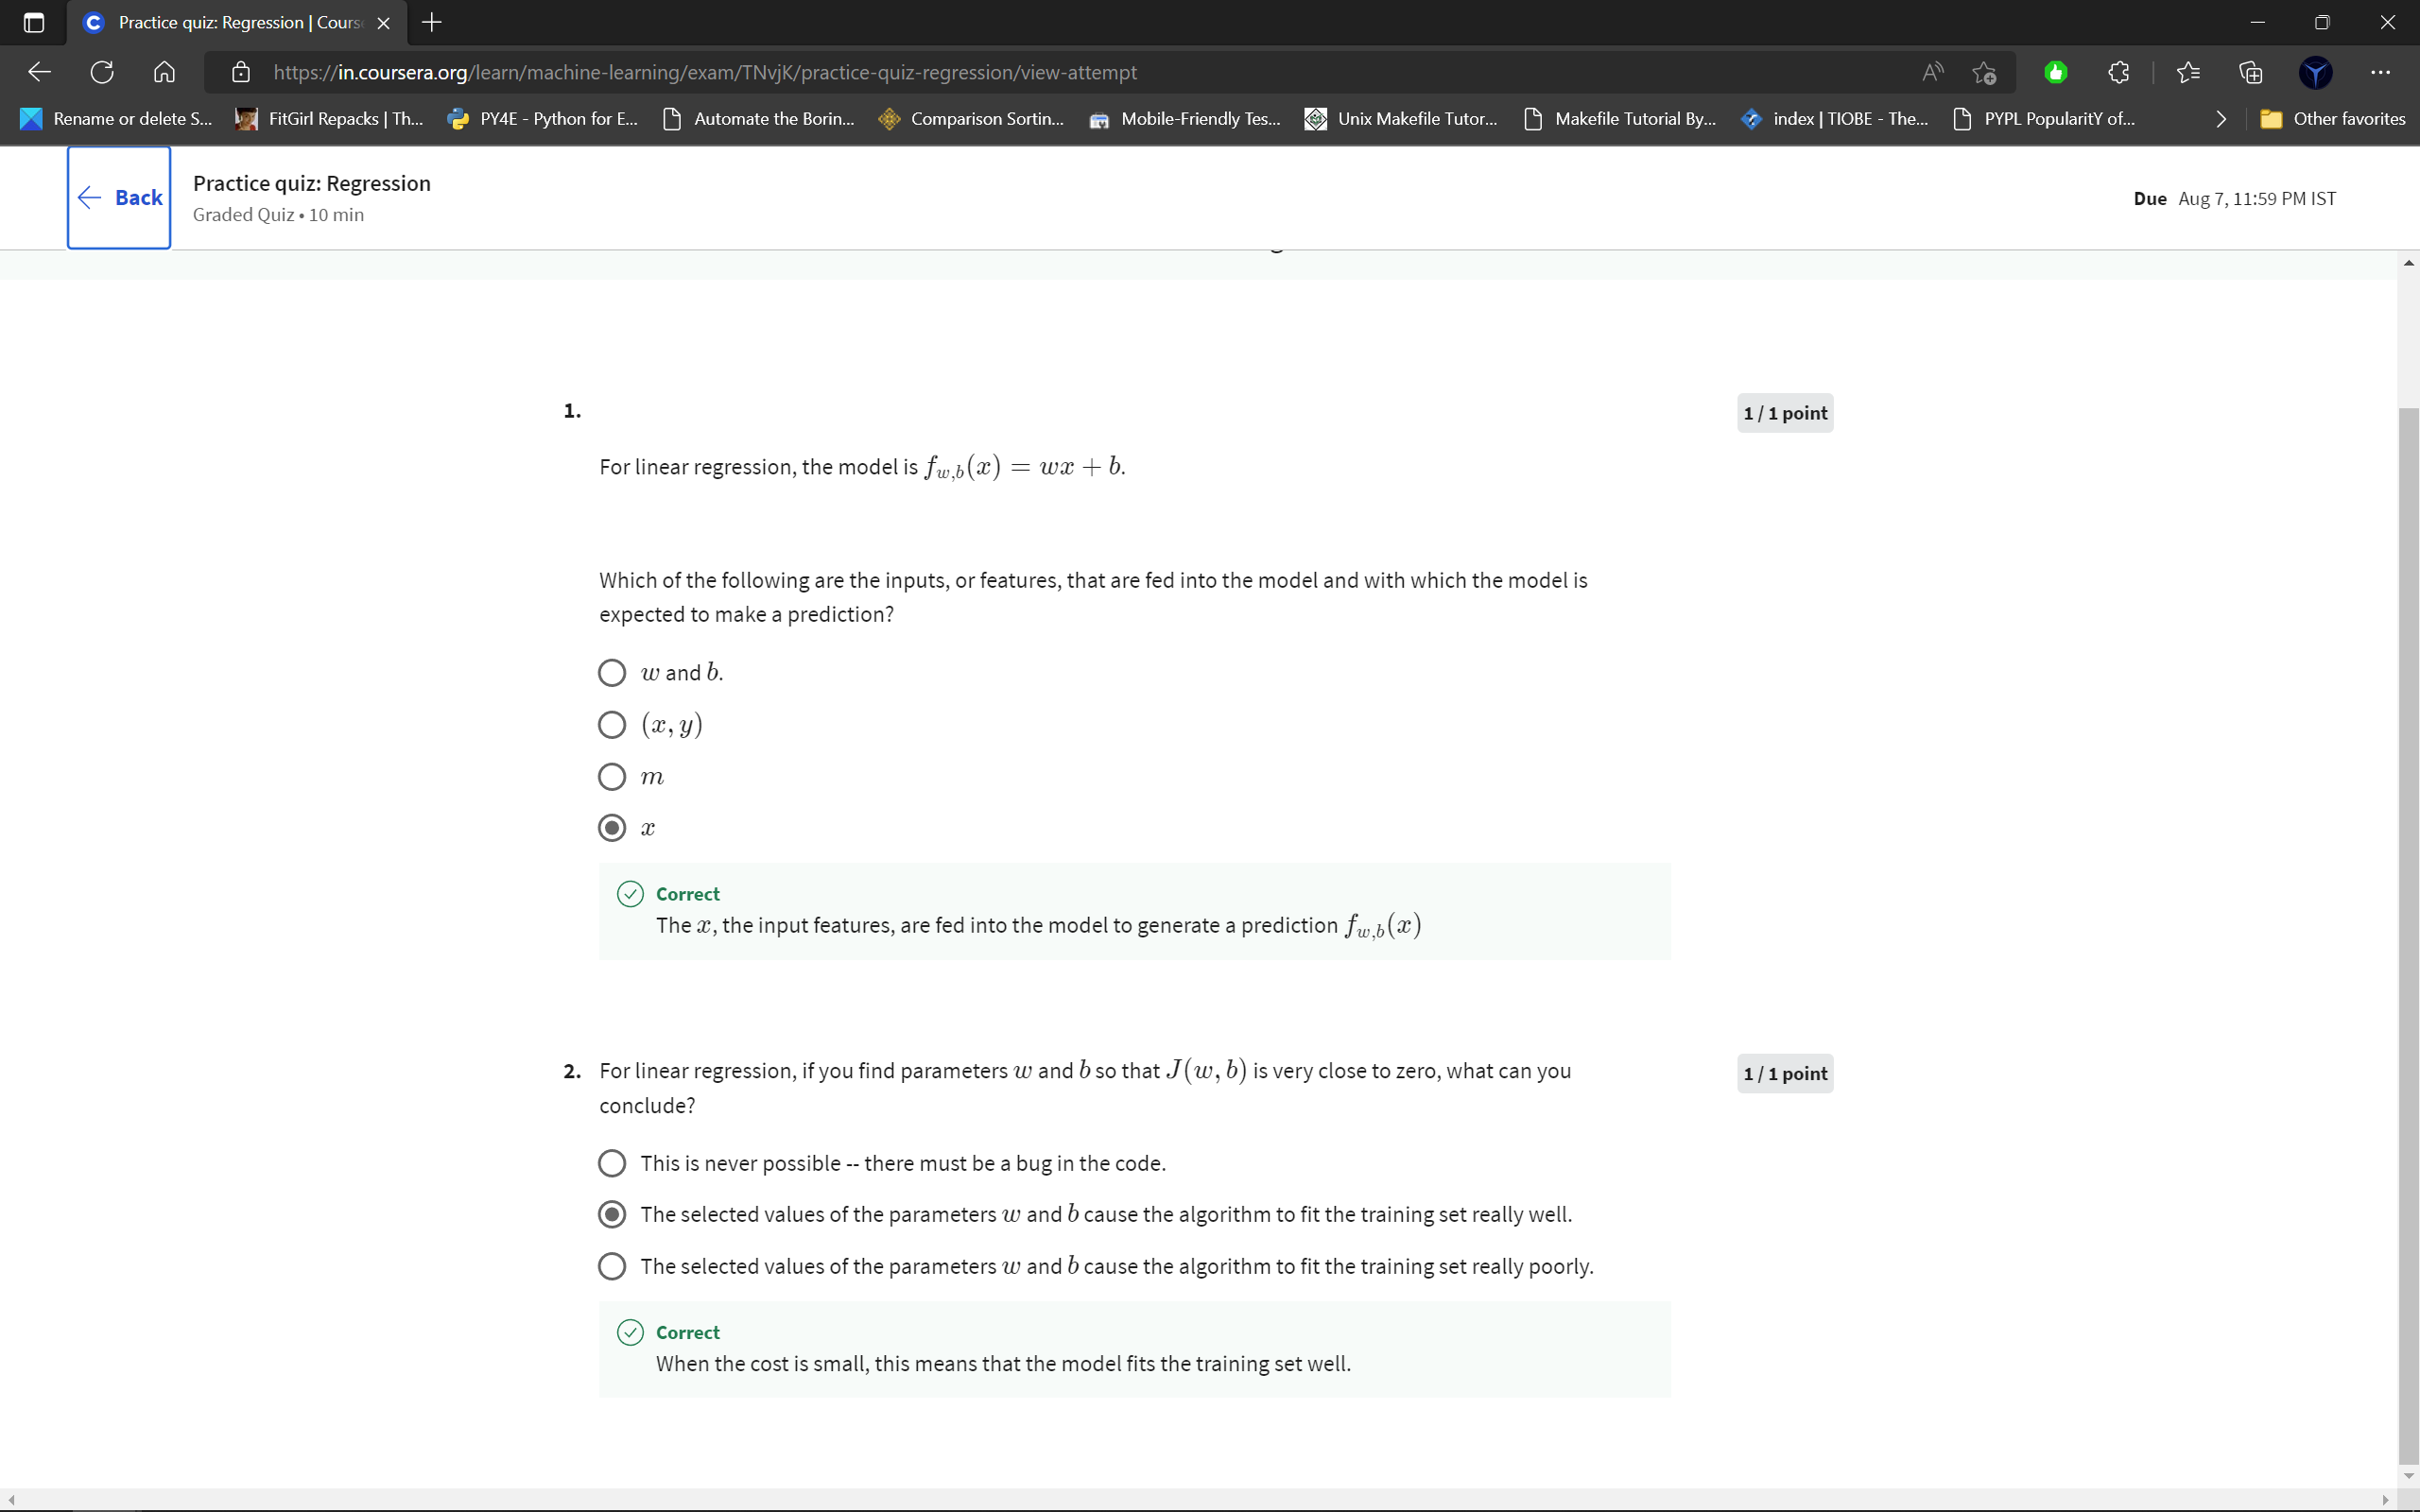 Practice quiz: Regression | Cours
https://in.coursera.org/learn/machine-learning/exam/TNvjK/practice-quiz-regression/view-attempt
Rename or delete S... FitGirl Repacks | Th... PY4E - Python for E... Automate the Borin... Comparison Sortin... Mobile-Friendly Tes... Unix Makefile Tutor... Makefile Tutorial By... index | TIOBE - The... PYPL PopularitY of... Other favorites
Back
Practice quiz: Regression
Graded Quiz • 10 min
Due Aug 7, 11:59 PM IST
1.
1 / 1 point
For linear regression, the model is f_{w,b}(x) = wx + b.
Which of the following are the inputs, or features, that are fed into the model and with which the model is
expected to make a prediction?
w and b.
(x, y)
m
x
Correct
The x, the input features, are fed into the model to generate a prediction f_{w,b}(x)
2. For linear regression, if you find parameters w and b so that J(w, b) is very close to zero, what can you
1 / 1 point
conclude?
This is never possible -- there must be a bug in the code.
The selected values of the parameters w and b cause the algorithm to fit the training set really well.
The selected values of the parameters w and b cause the algorithm to fit the training set really poorly.
Correct
When the cost is small, this means that the model fits the training set well.